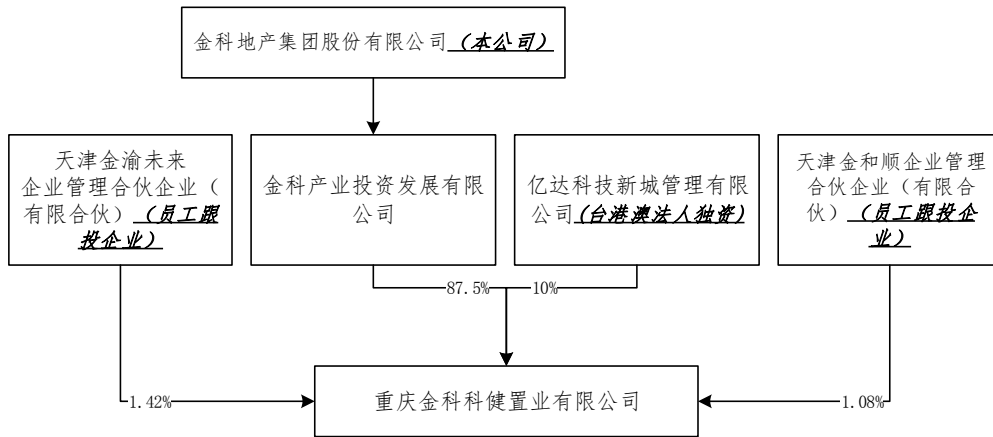 金科地产集团股份有限公司（本公司）
天津金渝未来
企业管理合伙企业（
有限合伙）（员工跟
投企业）
金科产业投资发展有限
公司
亿达科技新城管理有限
公司(台港澳法人独资)
天津金和顺企业管理
合伙企业（有限合
伙）（员工跟投企
业）
87.5%
10%
1.42%
重庆金科科健置业有限公司
1.08%